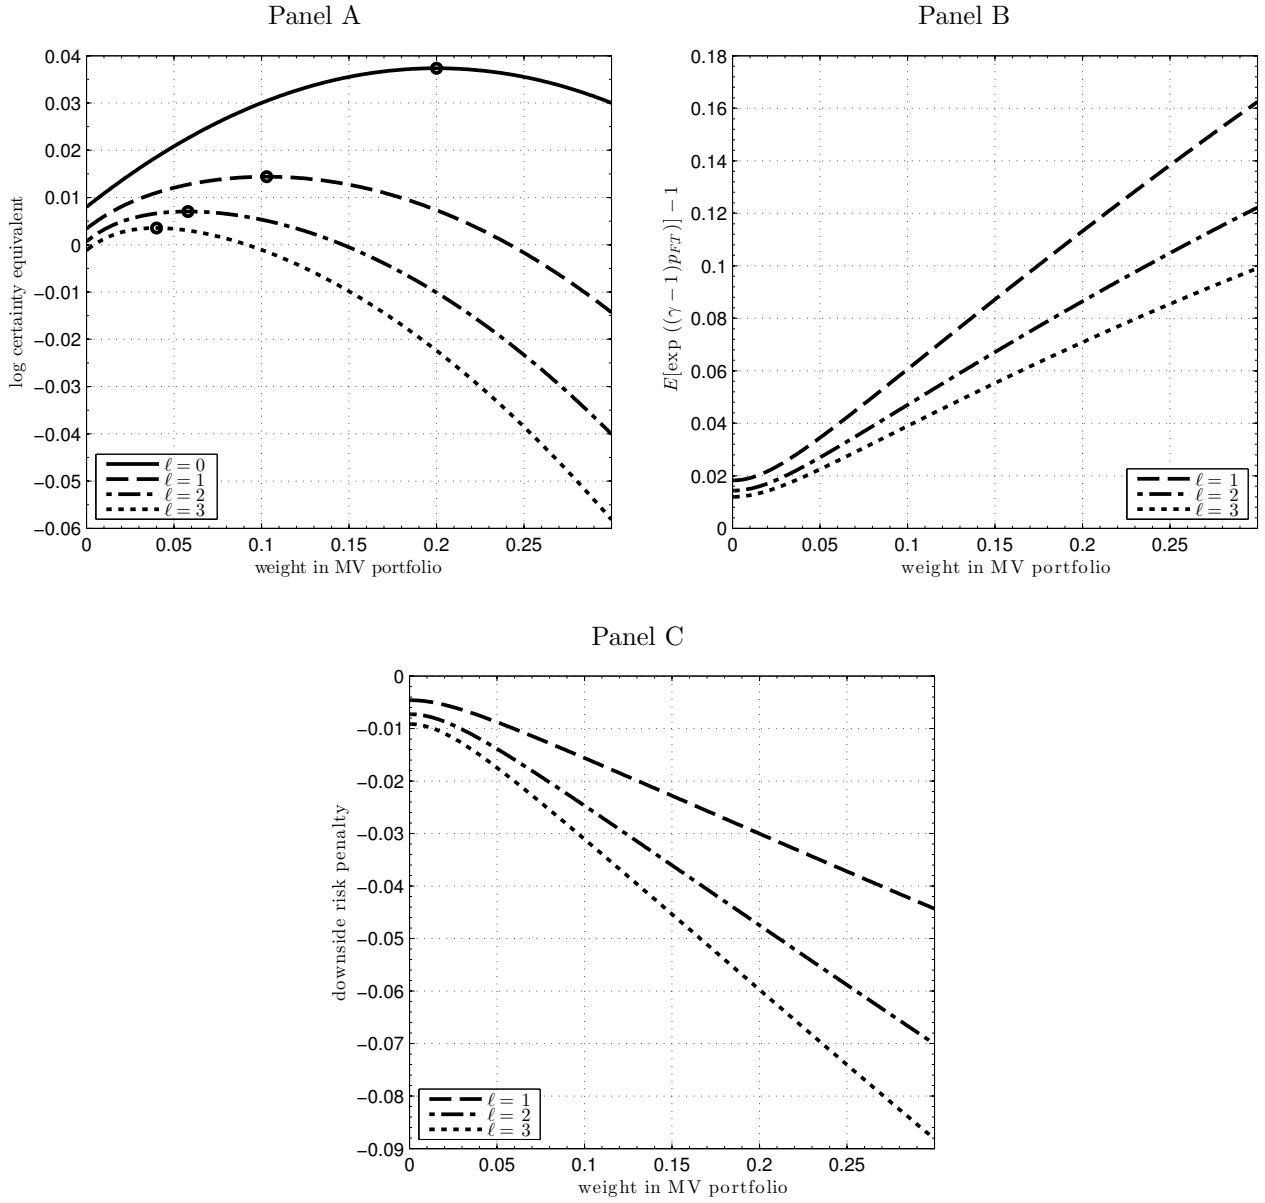 Panel A
0.04
0.03
0.02
0.01
0
−0.01
−0.02
−0.03
−0.04
−0.05
−0.06
log certainty equivalent
ℓ = 0
ℓ = 1
ℓ = 2
ℓ = 3
0 0.05 0.1 0.15 0.2 0.25
weight in MV portfolio
Panel B
0.18
0.16
0.14
0.12
0.1
0.08
0.06
0.04
0.02
0
E[exp ((γ − 1)p_{FT})] − 1
ℓ = 1
ℓ = 2
ℓ = 3
0 0.05 0.1 0.15 0.2 0.25
weight in MV portfolio
Panel C
0
−0.01
−0.02
−0.03
−0.04
−0.05
−0.06
−0.07
−0.08
−0.09
downside risk penalty
ℓ = 1
ℓ = 2
ℓ = 3
0 0.05 0.1 0.15 0.2 0.25
weight in MV portfolio